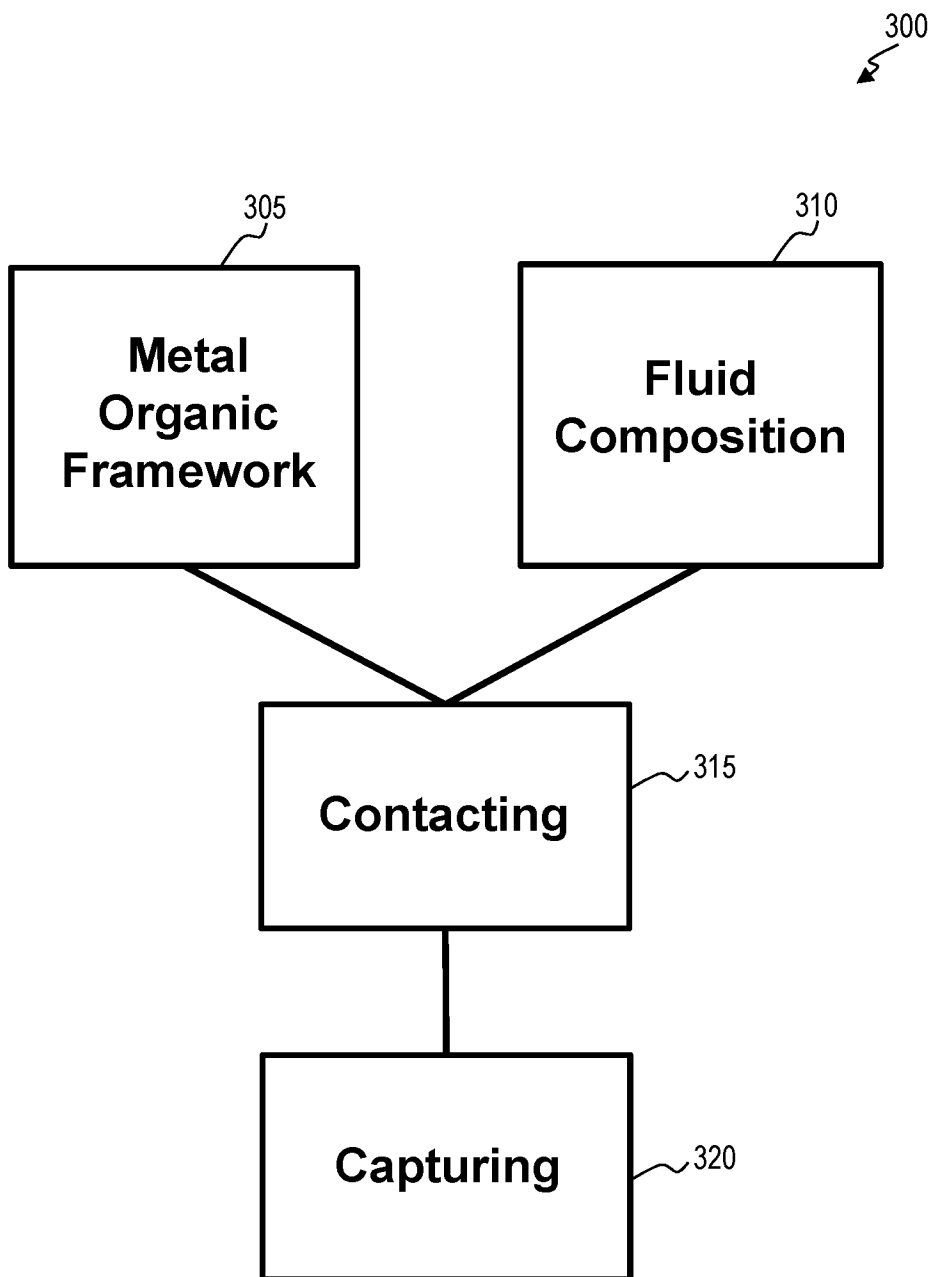 300
305
310
Metal
Organic
Framework
Fluid
Composition
Contacting
315
Capturing
320